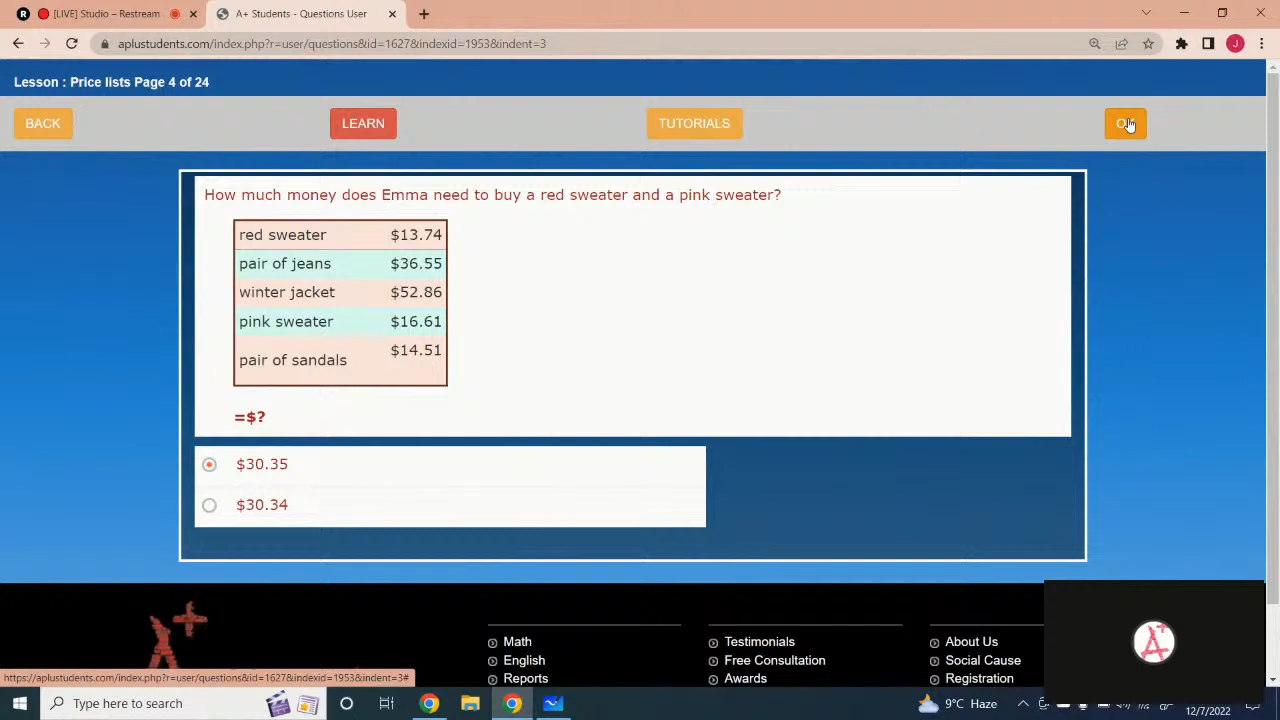 [LIVE] Studio – Restream
A+ Students - Questions User
aplustudents.com/index.php?r=user/questions&id=1627&indexid=1953&indent=3
J
Lesson : Price lists Page 4 of 24
BACK
LEARN
TUTORIALS
How much money does Emma need to buy a red sweater and a pink sweater?
red sweater $13.74
pair of jeans $36.55
winter jacket $52.86
pink sweater $16.61
pair of sandals $14.51
=$?
$30.35
$30.34
Math
English
Reports
Testimonials
Free Consultation
Awards
About Us
Social Cause
Registration
A+
https://aplustudents.com/index.php?r=user/questions&id=1627&indexid=1953&indent=3#
Type here to search
9°C Haze
12/7/2022